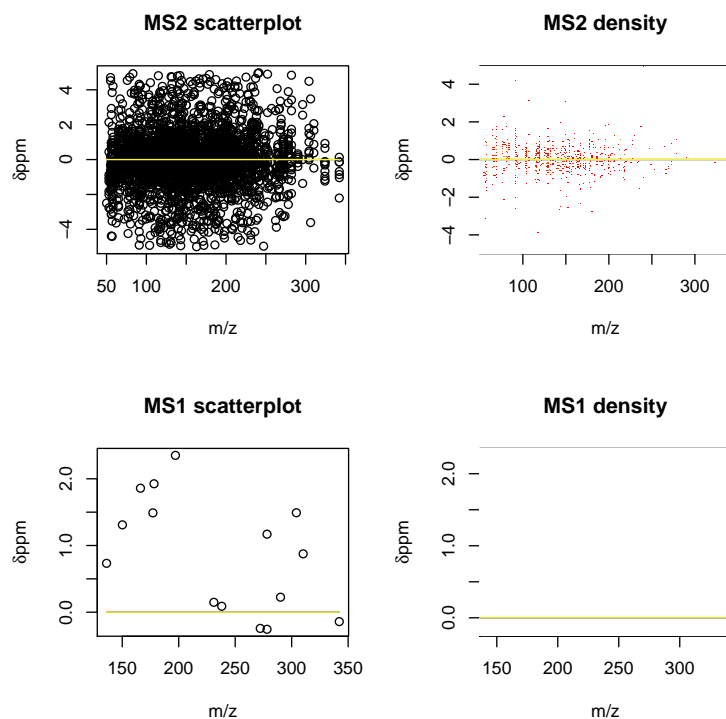 MS2 scatterplot
δppm
4
2
0
−4
50 100 200 300
m/z
MS2 density
δppm
4
2
0
−2
−4
100 200 300
m/z
MS1 scatterplot
δppm
2.0
1.0
0.0
150 200 250 300 350
m/z
MS1 density
δppm
2.0
1.0
0.0
150 200 250 300
m/z